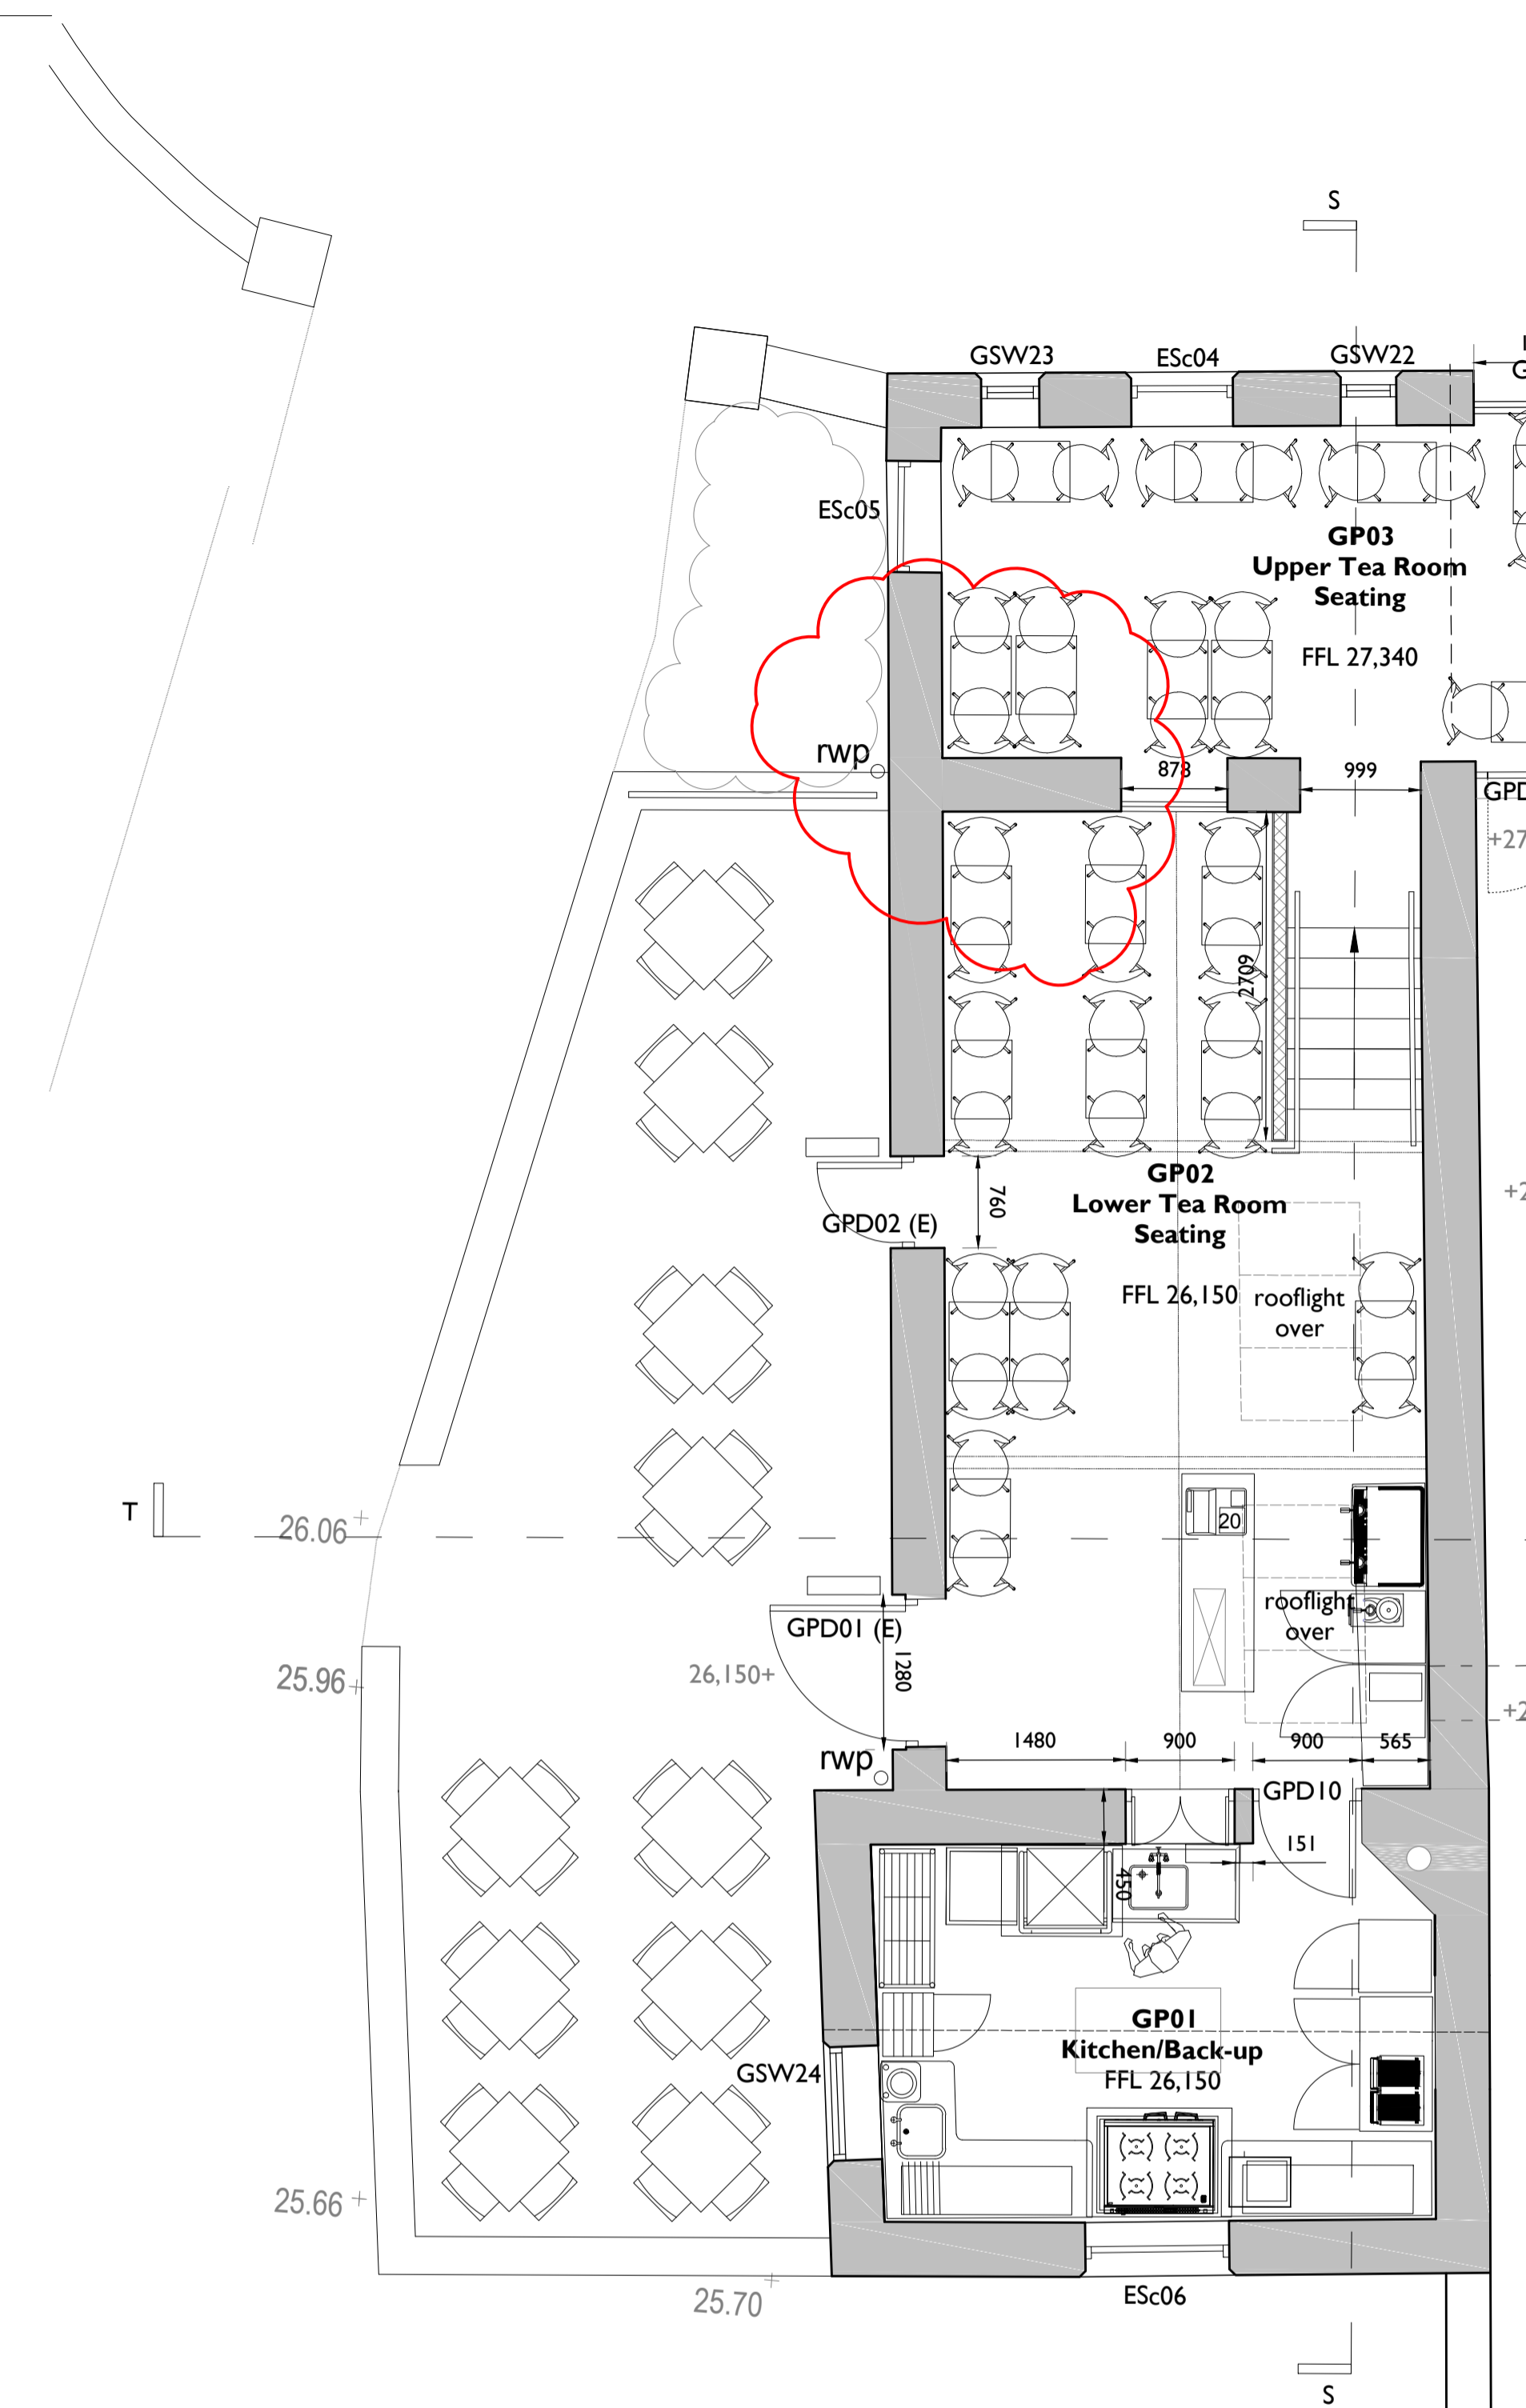 S
GSW23
ESc04
GSW22
ESc05
GP03
Upper Tea Room
Seating
FFL 27,340
rwp
878
999
GPD
+27
2709
GP02
Lower Tea Room
Seating
760
GPD02 (E)
FFL 26,150
rooflight
over
T
26.06
20
rooflight
over
GPD01 (E)
1280
25.96
26,150+
rwp
1480
900
900
565
GPD10
151
450
GP01
Kitchen/Back-up
FFL 26,150
GSW24
25.66
25.70
ESc06
S